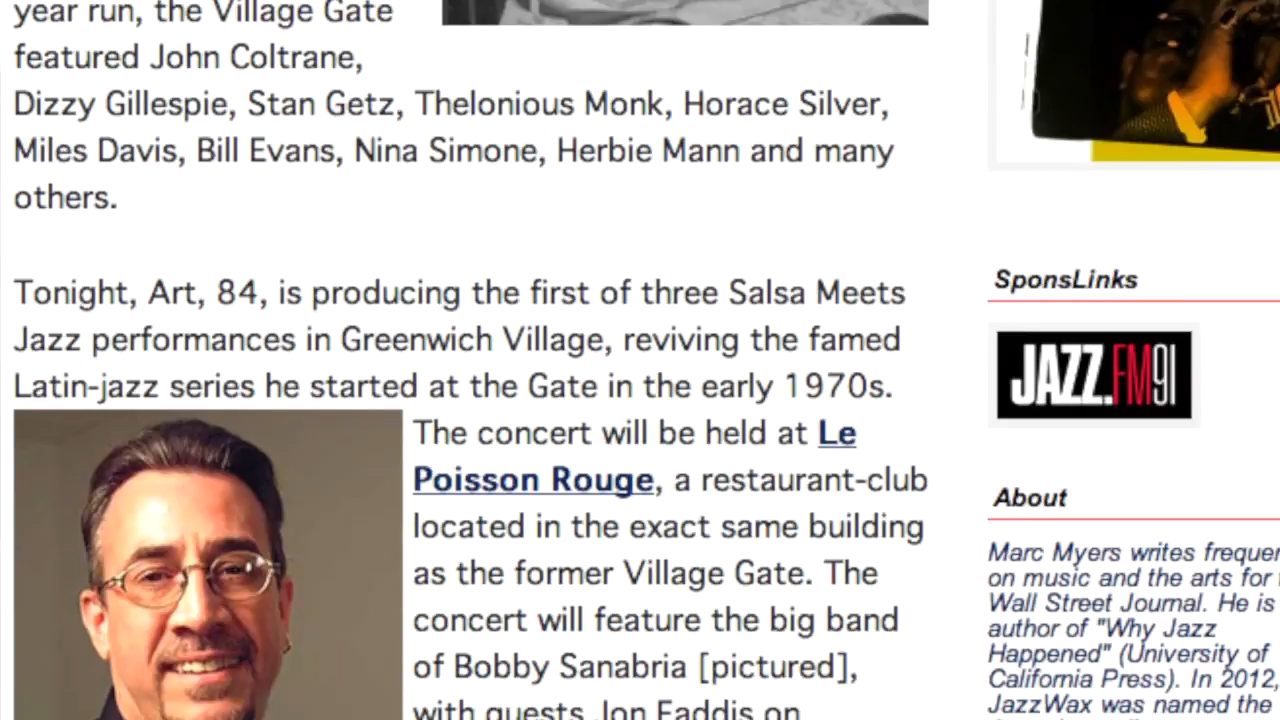 year run, the Village Gate
featured John Coltrane,
Dizzy Gillespie, Stan Getz, Thelonious Monk, Horace Silver,
Miles Davis, Bill Evans, Nina Simone, Herbie Mann and many
others.
Tonight, Art, 84, is producing the first of three Salsa Meets
Jazz performances in Greenwich Village, reviving the famed
Latin-jazz series he started at the Gate in the early 1970s.
The concert will be held at Le
Poisson Rouge, a restaurant-club
located in the exact same building
as the former Village Gate. The
concert will feature the big band
of Bobby Sanabria [pictured],
with guests Jon Faddis on
SponsLinks
JAZZ.FM91
About
Marc Myers writes
on music and the arts for
Wall Street Journal. He is
author of "Why Jazz
Happened" (University of
California Press). In 2012,
JazzWax was named the